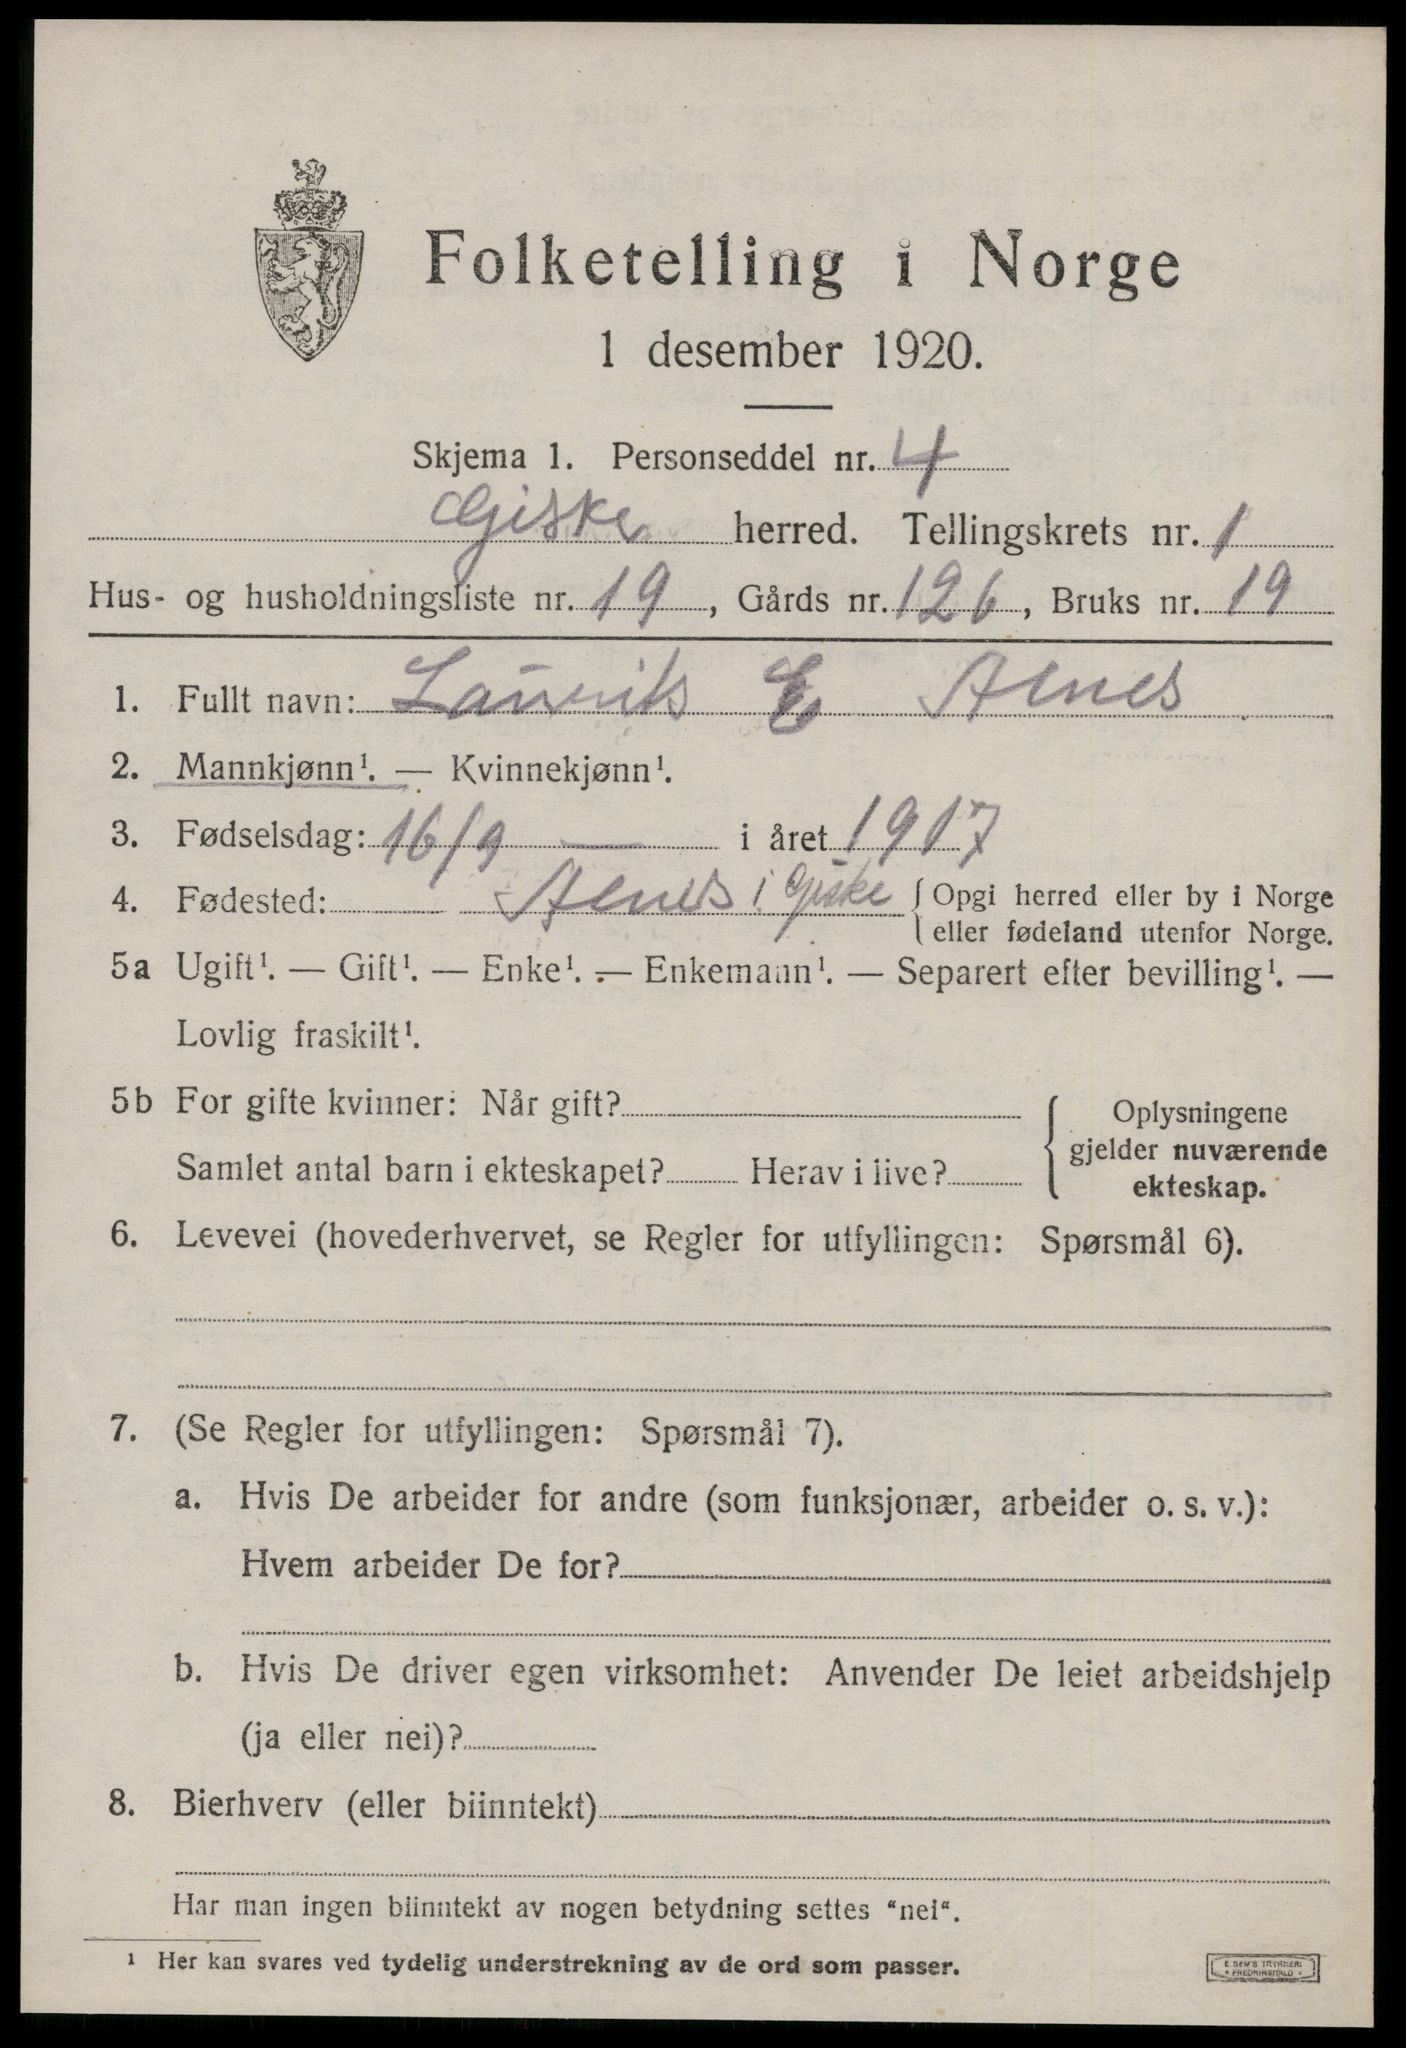 Folketelling i Norge
1 desember 1920.
Skjema 1. Personseddel nr. 4
Giske herred. Tellingskrets nr. 1
Hus- og husholdningsliste nr. 19, Gårds nr. 126, Bruks nr. 19
1. Fullt navn: Laurits E Alnes
2. Mannkjønn¹. — Kvinnekjønn¹.
3. Fødselsdag: 16/9 — i året 1917
4. Fødested: Alnes i Giske { Opgi herred eller by i Norge
eller fødeland utenfor Norge.
5a Ugift¹. — Gift¹. — Enke¹. — Enkemann¹. — Separert efter bevilling¹. —
Lovlig fraskilt¹.
5b For gifte kvinner: Når gift?
Samlet antal barn i ekteskapet? Herav i live?
Oplysningene
gjelder nuværende
ekteskap.
6. Levevei (hovederhvervet, se Regler for utfyllingen: Spørsmål 6).
7. (Se Regler for utfyllingen: Spørsmål 7).
a. Hvis De arbeider for andre (som funksjonær, arbeider o. s. v.):
Hvem arbeider De for?
b. Hvis De driver egen virksomhet: Anvender De leiet arbeidshjelp
(ja eller nei)?
8. Bierhverv (eller biinntekt)
Har man ingen biinntekt av nogen betydning settes "nei".
¹ Her kan svares ved tydelig understrekning av de ord som passer.
E. SEM'S TRYKKERI
FREDRIKSHALD